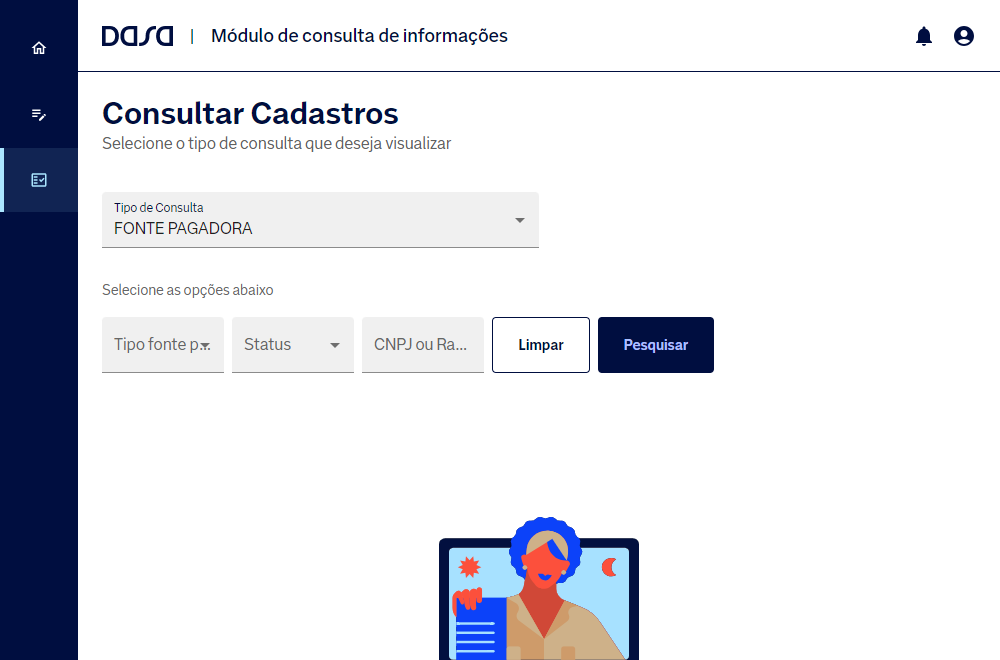 DASA | Módulo de consulta de informações
Consultar Cadastros
Selecione o tipo de consulta que deseja visualizar
Tipo de Consulta
FONTE PAGADORA
Selecione as opções abaixo
Tipo fonte p...
Status
CNPJ ou Ra...
Limpar
Pesquisar